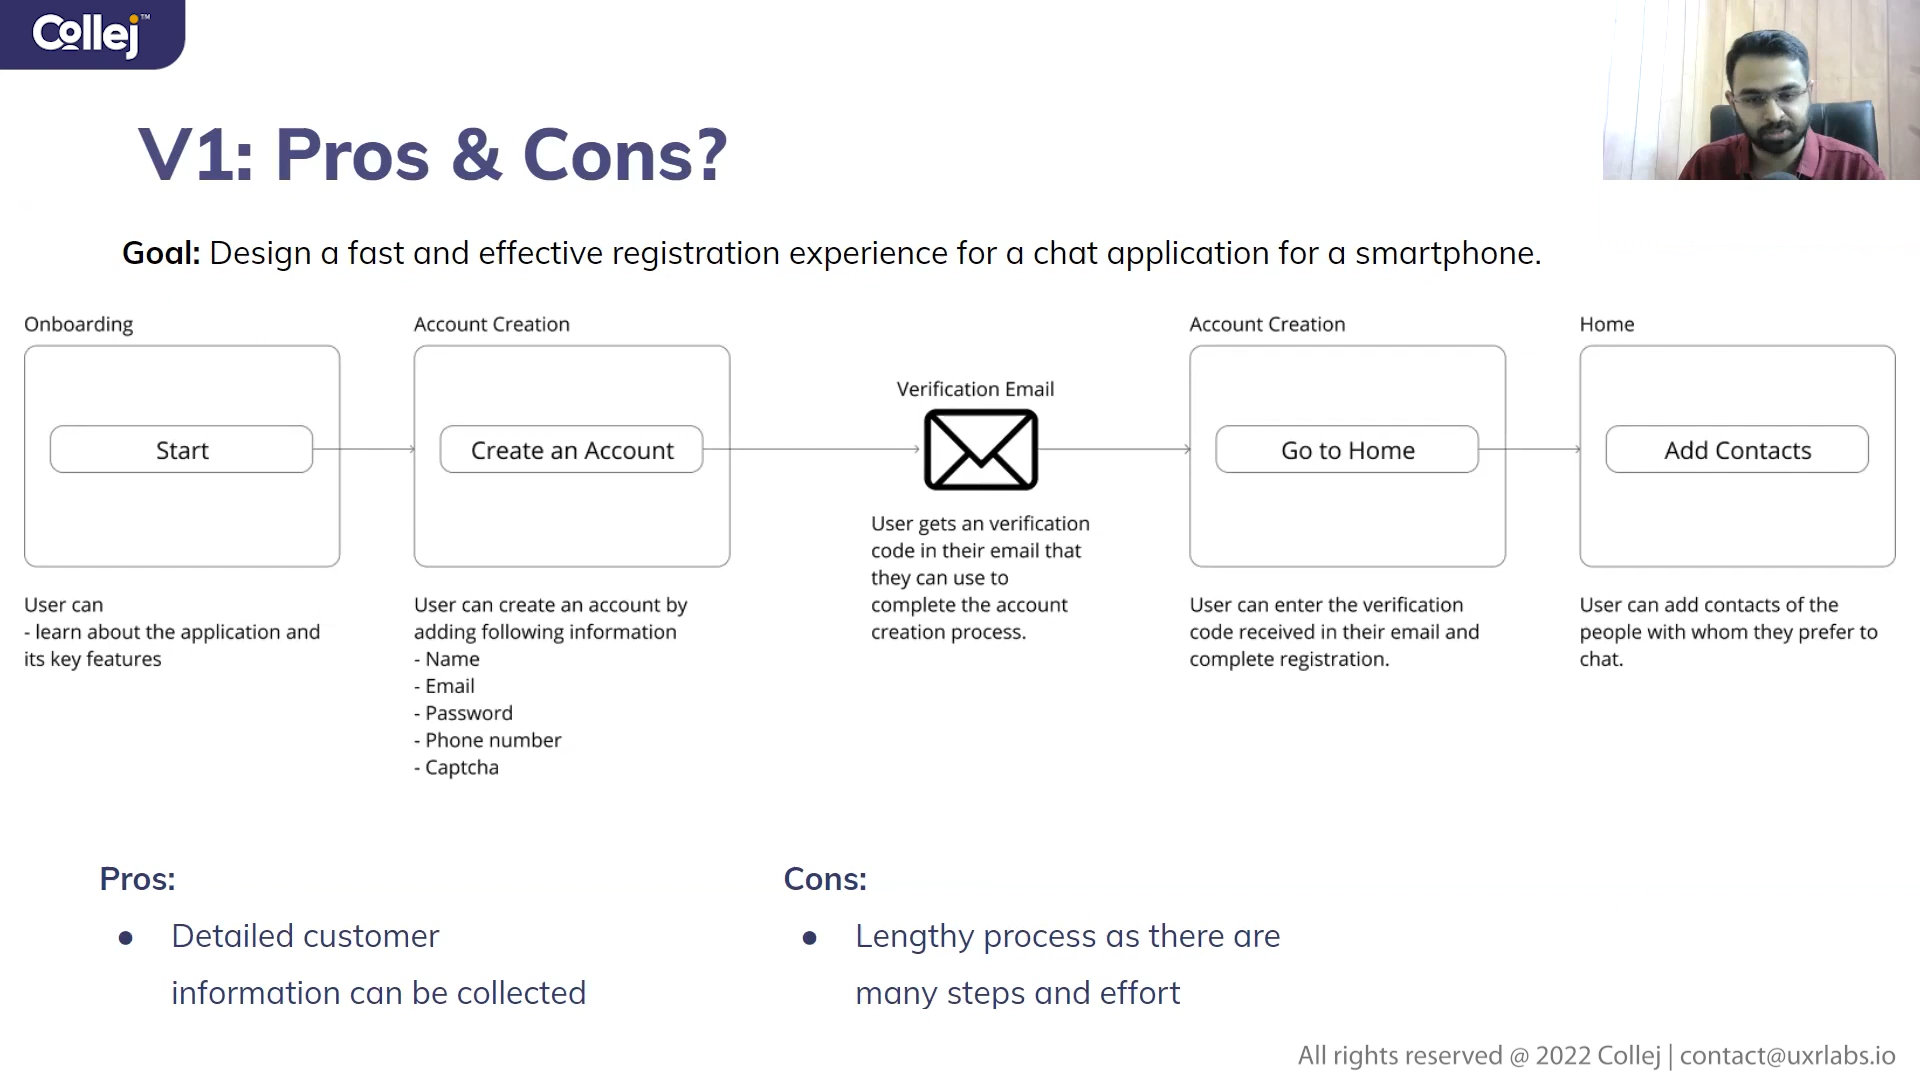 Collej™
V1: Pros & Cons?
Goal: Design a fast and effective registration experience for a chat application for a smartphone.
Onboarding
Start
User can
- learn about the application and
its key features
Account Creation
Create an Account
User can create an account by
adding following information
- Name
- Email
- Password
- Phone number
- Captcha
Verification Email
User gets an verification
code in their email that
they can use to
complete the account
creation process.
Account Creation
Go to Home
User can enter the verification
code received in their email and
complete registration.
Home
Add Contacts
User can add contacts of the
people with whom they prefer to
chat.
Pros:
● Detailed customer
information can be collected
Cons:
● Lengthy process as there are
many steps and effort
All rights reserved @ 2022 Collej | contact@uxrlabs.io